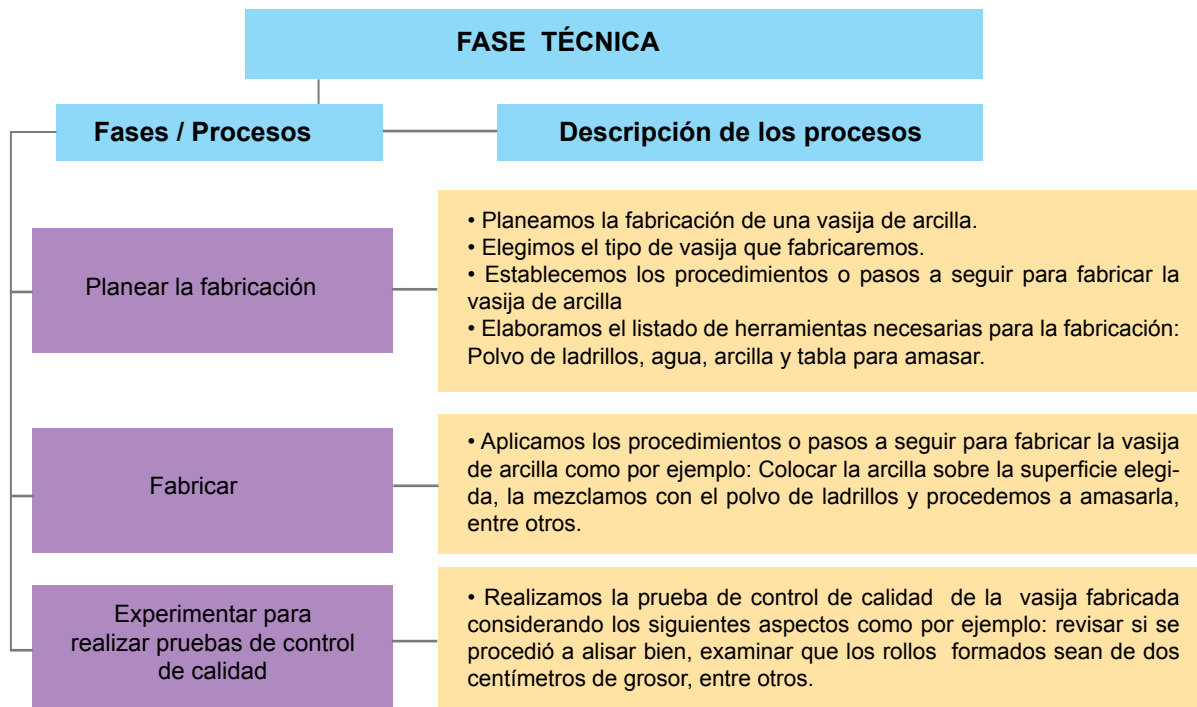 FASE TÉCNICA
Fases / Procesos
Descripción de los procesos
Planear la fabricación
• Planeamos la fabricación de una vasija de arcilla.
• Elegimos el tipo de vasija que fabricaremos.
• Establecemos los procedimientos o pasos a seguir para fabricar la
vasija de arcilla
• Elaboramos el listado de herramientas necesarias para la fabricación:
Polvo de ladrillos, agua, arcilla y tabla para amasar.
Fabricar
• Aplicamos los procedimientos o pasos a seguir para fabricar la vasija
de arcilla como por ejemplo: Colocar la arcilla sobre la superficie elegi-
da, la mezclamos con el polvo de ladrillos y procedemos a amasarla,
entre otros.
Experimentar para
realizar pruebas de control
de calidad
• Realizamos la prueba de control de calidad de la vasija fabricada
considerando los siguientes aspectos como por ejemplo: revisar si se
procedió a alisar bien, examinar que los rollos formados sean de dos
centímetros de grosor, entre otros.